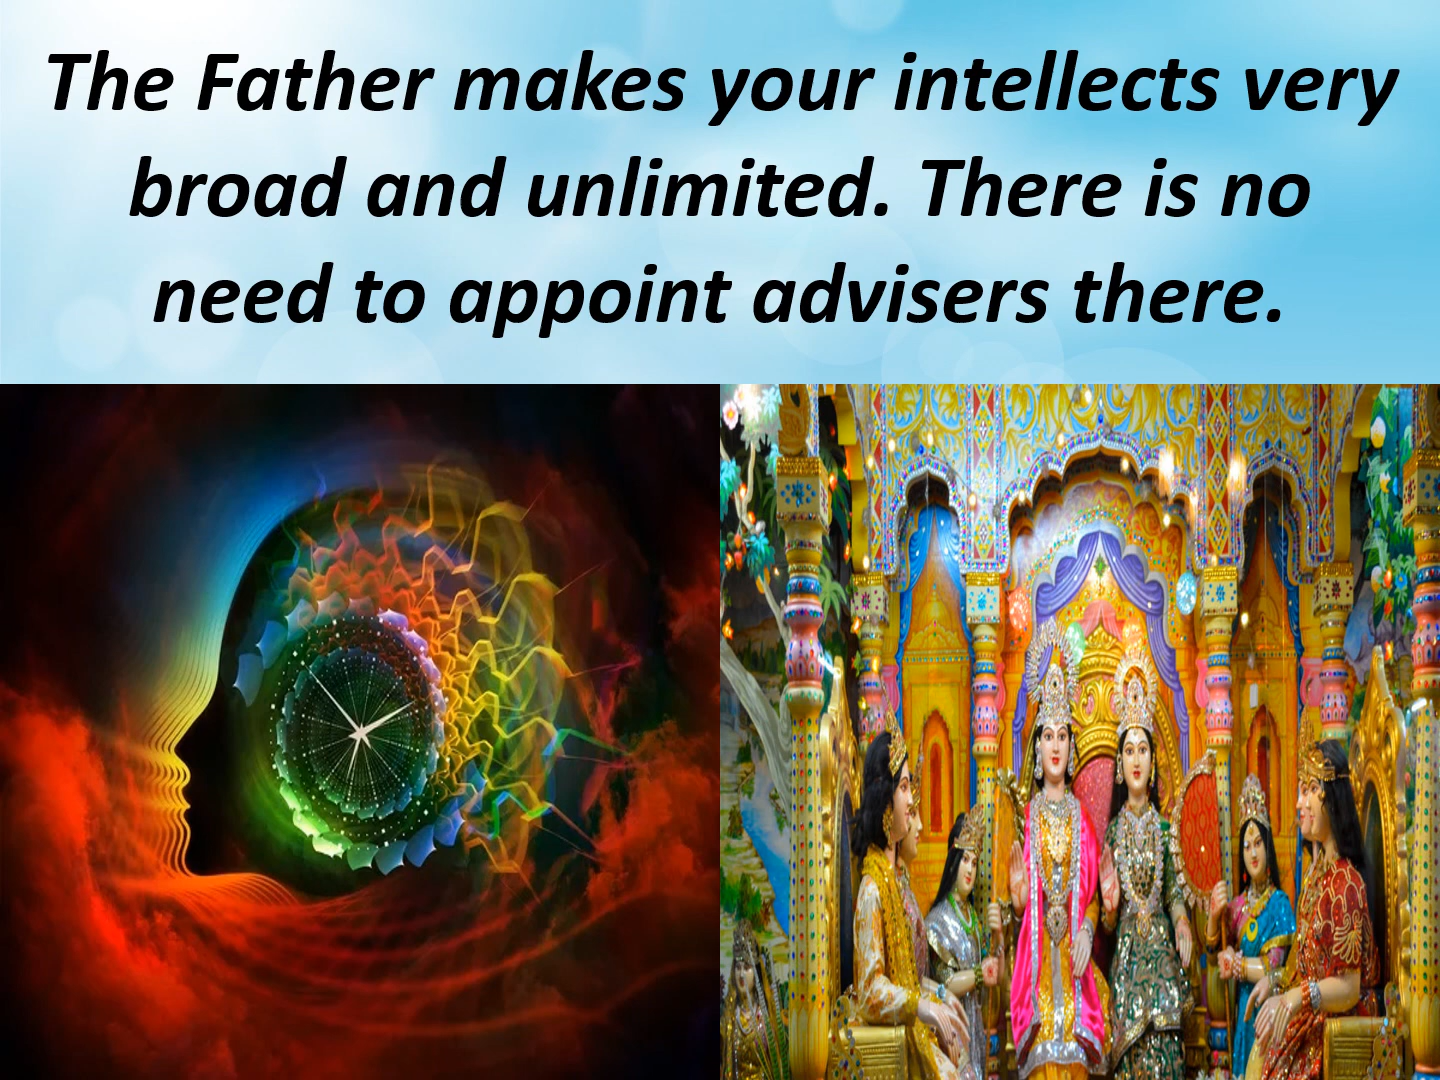 The Father makes your intellects very
broad and unlimited. There is no
need to appoint advisers there.